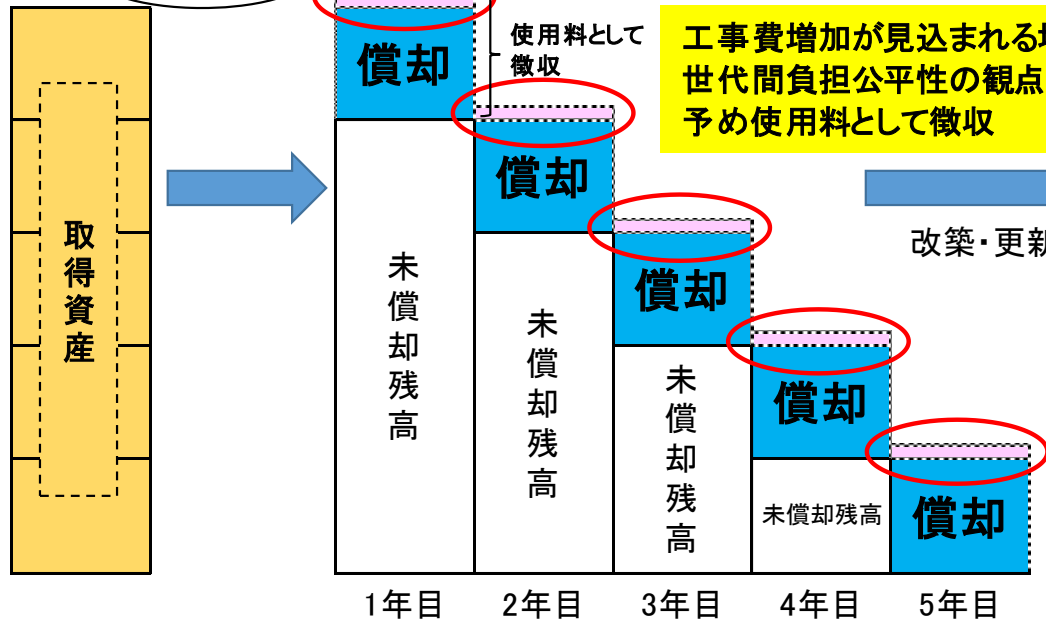 使用料として
徴収
工事費増加が見込まれる
世代間負担公平性の観点
予め使用料として徴収
取得資産
償却
償却
償却
償却
償却
改築・更新
未償却残高
未償却残高
未償却残高
未償却残高
1年目
2年目
3年目
4年目
5年目